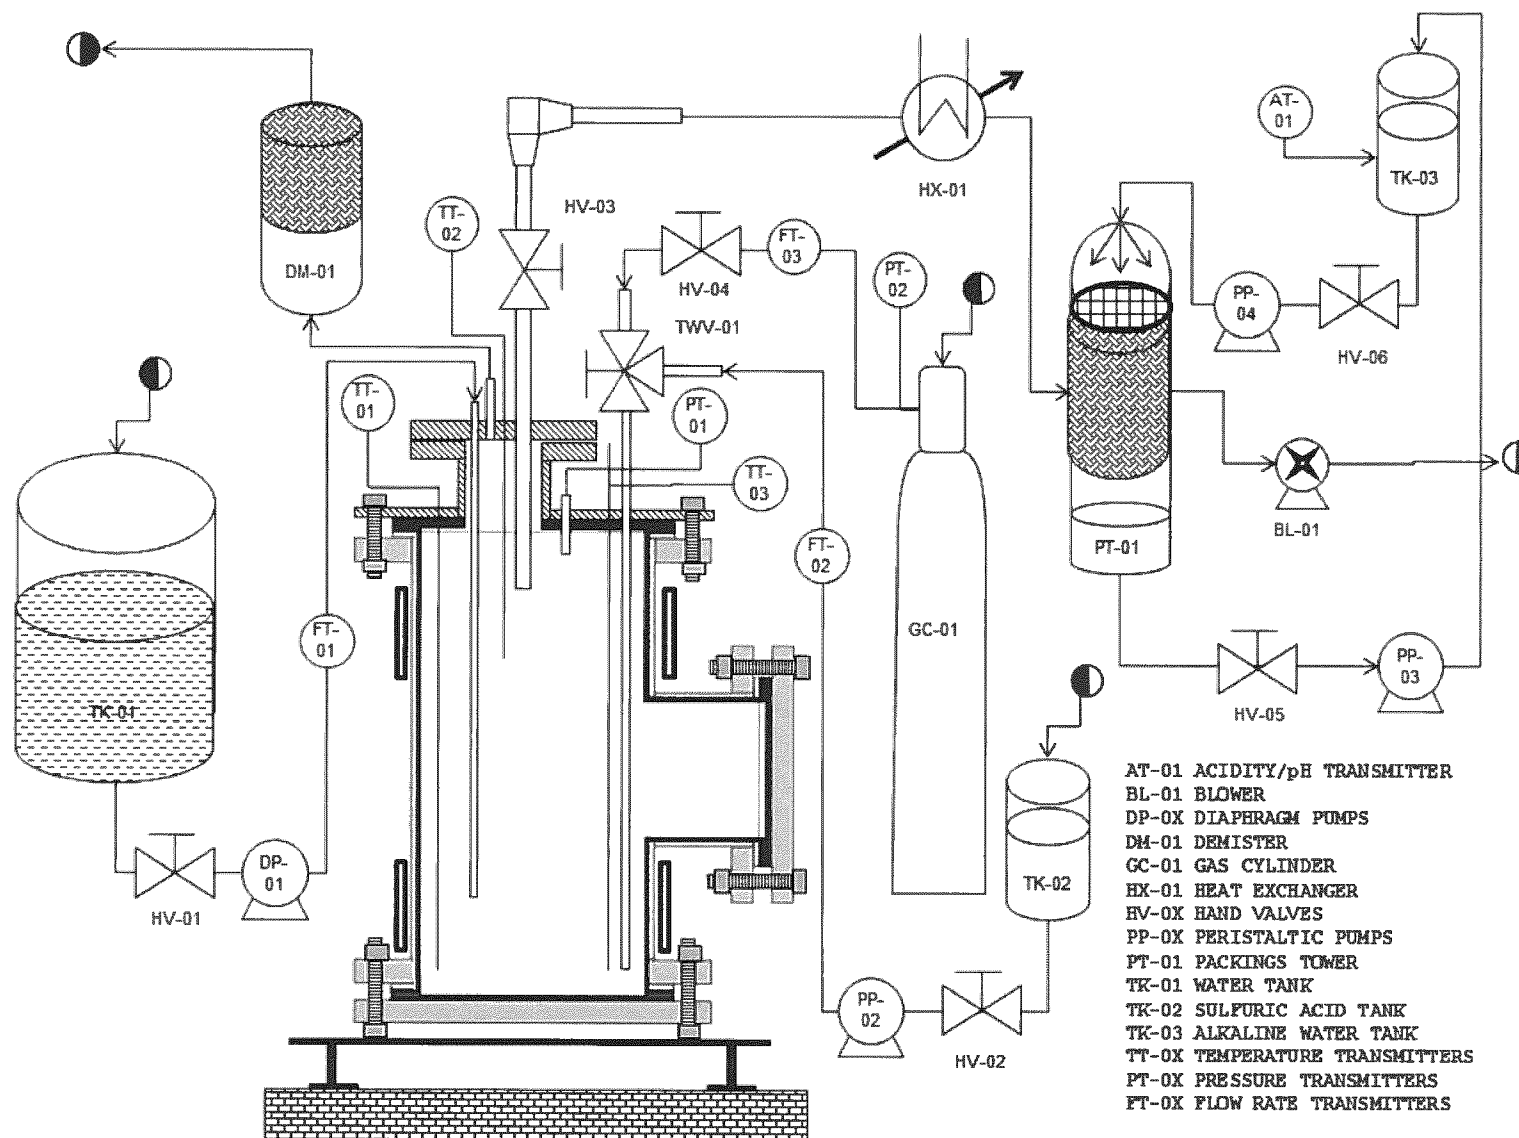 AT-
01
TK-03
HX-01
HV-03
TT-
02
FT-
03
HV-04
PT-
02
DM-01
PP-
04
HV-06
TWV-01
TT-
01
PT-
01
TT-
03
BL-01
PT-01
FT-
02
FT-
01
GC-01
PP-
03
HV-05
TK-01
DP-
01
HV-01
TK-02
PP-
02
HV-02
AT-01 ACIDITY/pH TRANSMITTER
BL-01 BLOWER
DP-0X DIAPHRAGM PUMPS
DM-01 DEMISTER
GC-01 GAS CYLINDER
HX-01 HEAT EXCHANGER
HV-0X HAND VALVES
PP-0X PERISTALTIC PUMPS
PT-01 PACKINGS TOWER
TK-01 WATER TANK
TK-02 SULFURIC ACID TANK
TK-03 ALKALINE WATER TANK
TT-0X TEMPERATURE TRANSMITTERS
PT-0X PRESSURE TRANSMITTERS
FT-0X FLOW RATE TRANSMITTERS